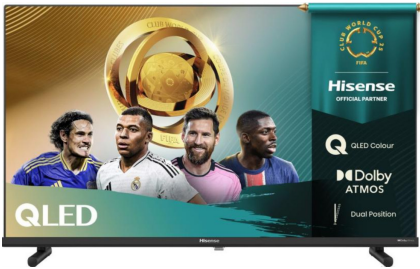 CLUB WORLD CUP 25
FIFA
Hisense
OFFICIAL PARTNER
QLED Colour
Dolby
ATMOS
Dual Position
QLED
Hisense